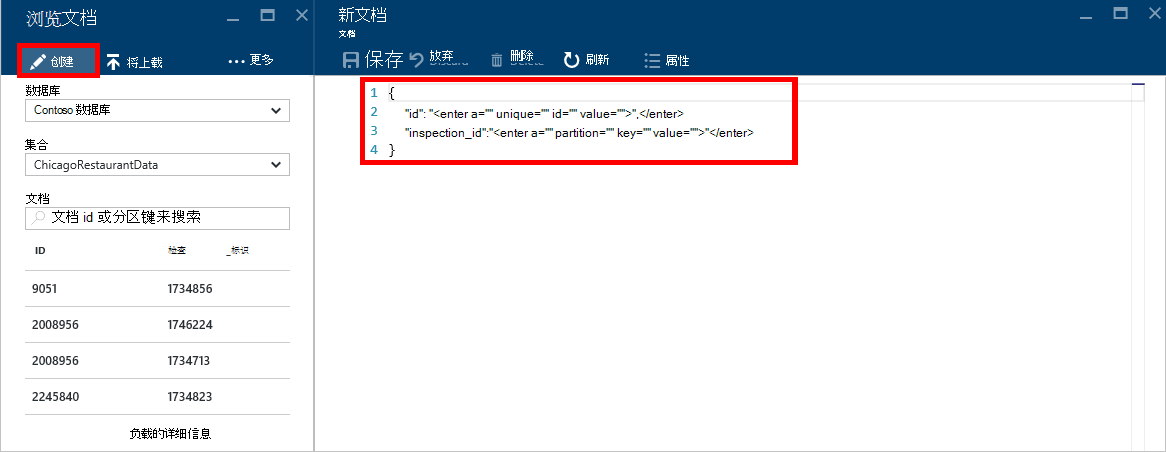 浏览文档
创建 将上载 更多
数据库
Contoso 数据库
集合
ChicagoRestaurantData
文档
文档 id 或分区键来搜索
ID 检查 _标识
9051 1734856
2008956 1746224
2008956 1734713
2245840 1734823
负载的详细信息
新文档
文档
保存 放弃 删除 刷新 属性
1 {
2 "id": "<enter a="" unique="" id="" value="">",</enter>
3 "inspection_id":"<enter a="" partition="" key="" value="">"</enter>
4 }